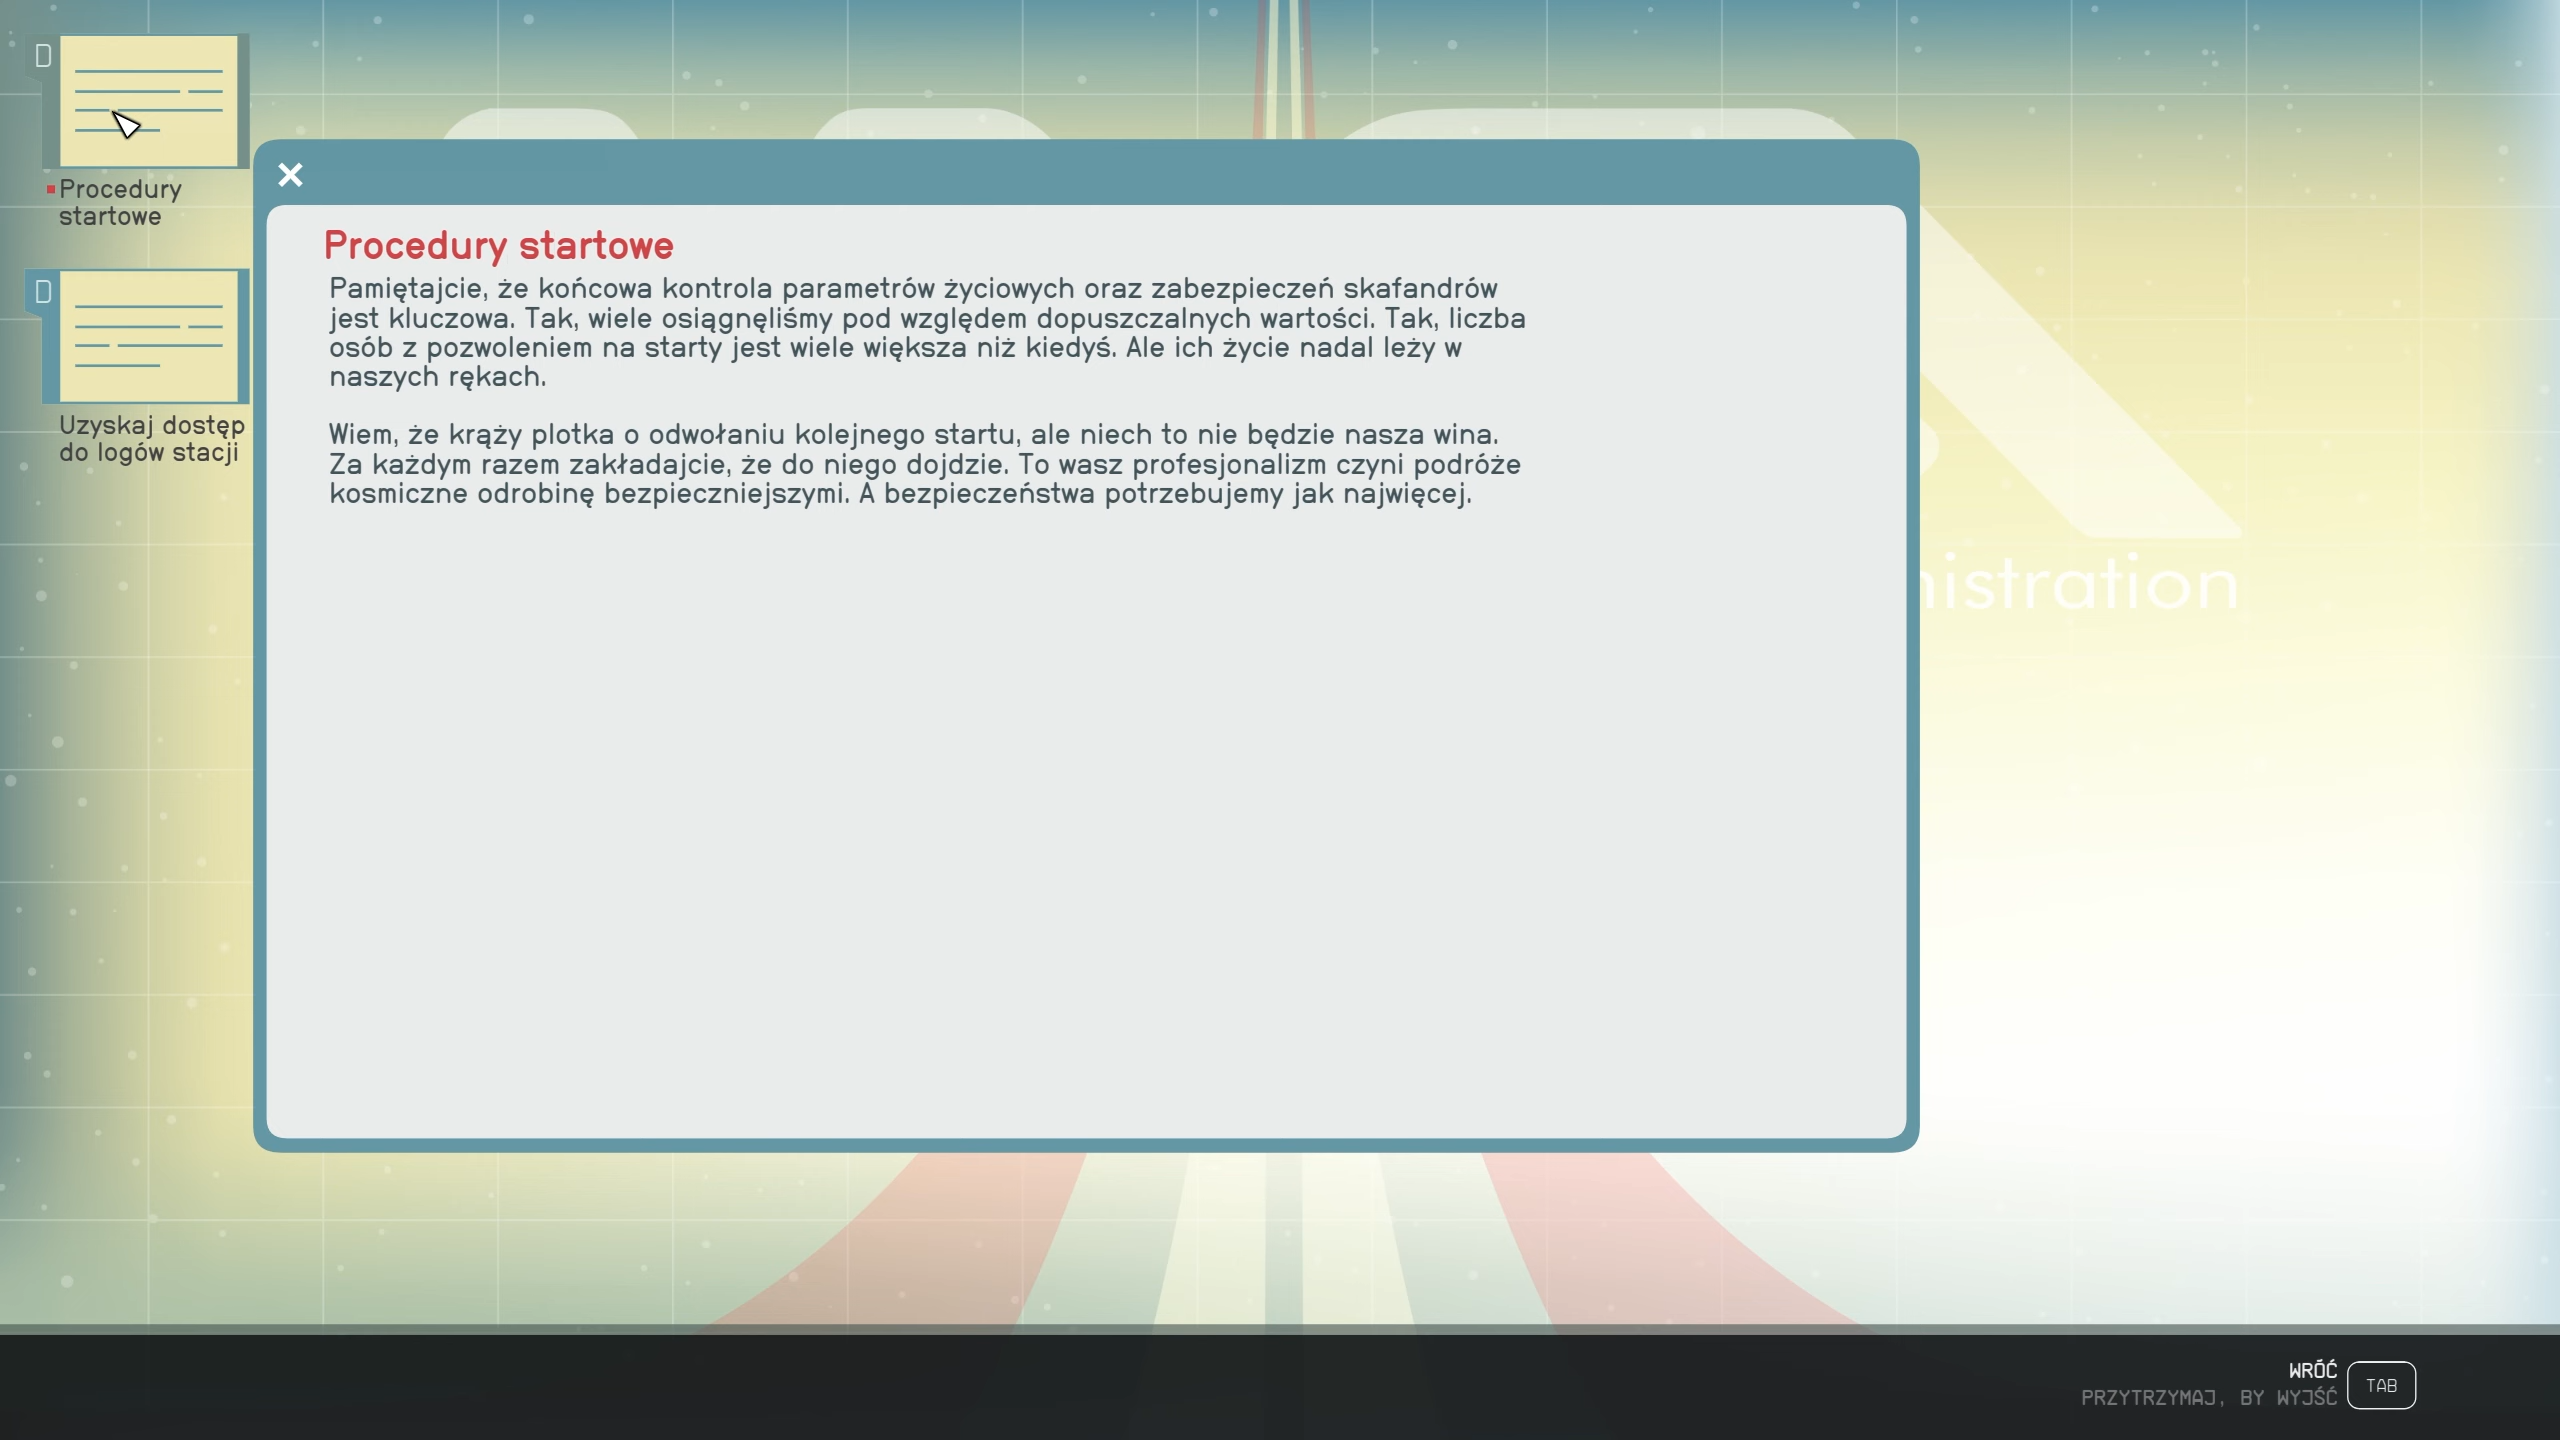 D
Procedury
startowe
D
Uzyskaj dostęp
do logów stacji
Procedury startowe
Pamiętajcie, że końcowa kontrola parametrów życiowych oraz zabezpieczeń skafandrów
jest kluczowa. Tak, wiele osiągnęliśmy pod względem dopuszczalnych wartości. Tak, liczba
osób z pozwoleniem na starty jest wiele większa niż kiedyś. Ale ich życie nadal leży w
naszych rękach.
Wiem, że krąży plotka o odwołaniu kolejnego startu, ale niech to nie będzie nasza wina.
Za każdym razem zakładajcie, że do niego dojdzie. To wasz profesjonalizm czyni podróże
kosmiczne odrobinę bezpieczniejszymi. A bezpieczeństwa potrzebujemy jak najwięcej.
WRÓĆ
PRZYTRZYMAJ, BY WYJŚĆ
TAB